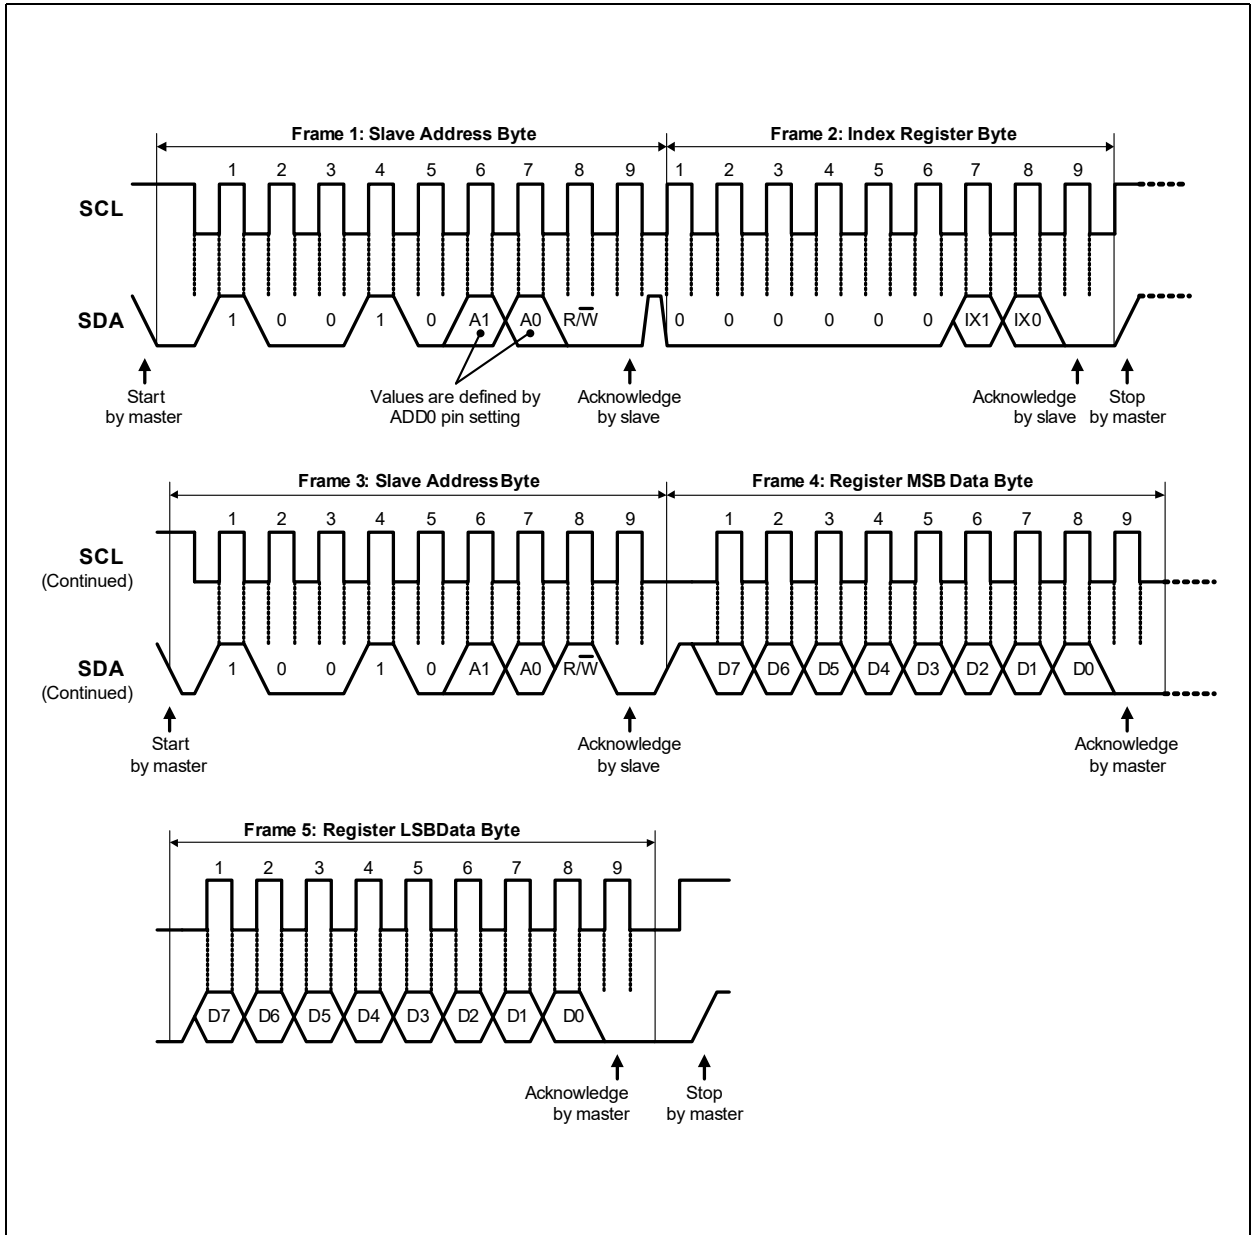 Frame 1: Slave Address Byte Frame 2: Index Register Byte
1 2 3 4 5 6 7 8 9 1 2 3 4 5 6 7 8 9
SCL
SDA 1 0 0 1 0 A1 A0 R/W̅ 0 0 0 0 0 0 IX1 IX0
Start Values are defined by Acknowledge Acknowledge Stop
by master ADD0 pin setting by slave by slave by master
Frame 3: Slave Address Byte Frame 4: Register MSB Data Byte
1 2 3 4 5 6 7 8 9 1 2 3 4 5 6 7 8 9
SCL
(Continued)
SDA 1 0 0 1 0 A1 A0 R/W̅ D7 D6 D5 D4 D3 D2 D1 D0
(Continued)
Start Acknowledge Acknowledge
by master by slave by master
Frame 5: Register LSBData Byte
1 2 3 4 5 6 7 8 9
D7 D6 D5 D4 D3 D2 D1 D0
Acknowledge Stop
by master by master